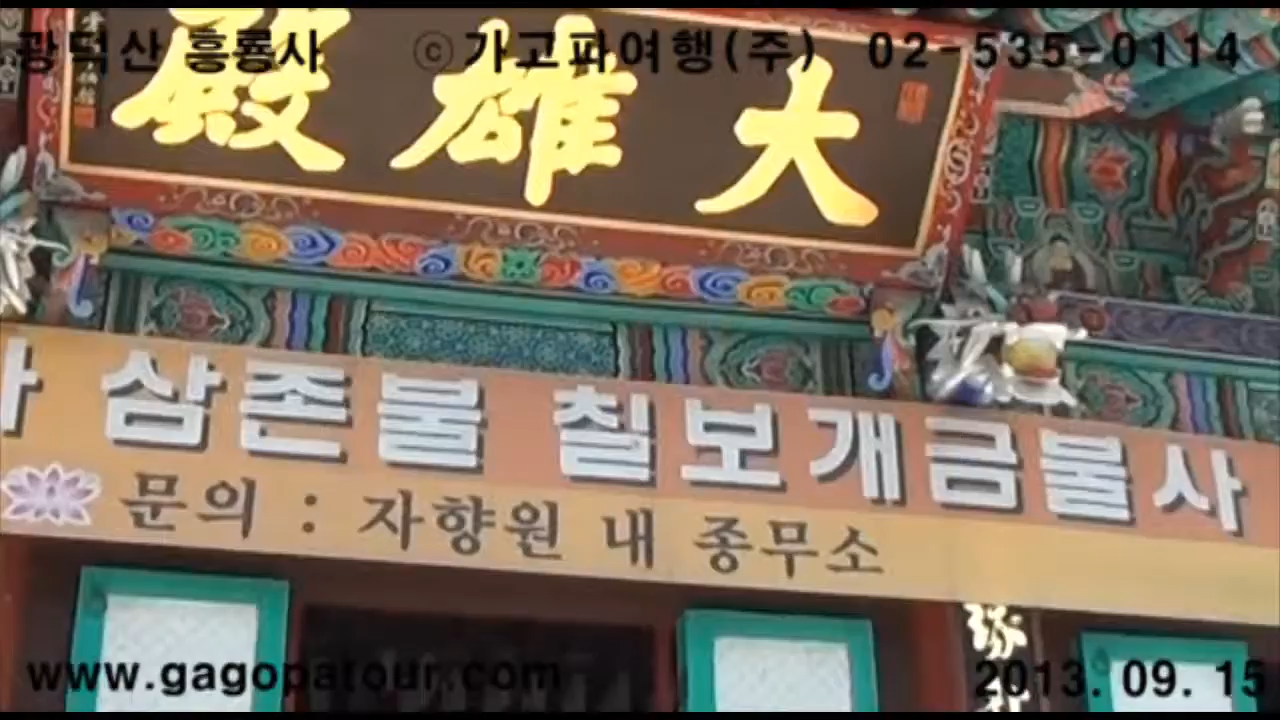 광덕산 흥룡사 ⓒ가고파여행(주) 02-535-0114
殿雄大
삼존불 칠보개금불사
문의 : 자향원 내 종무소
www.gagopatour.com 2013. 09. 15